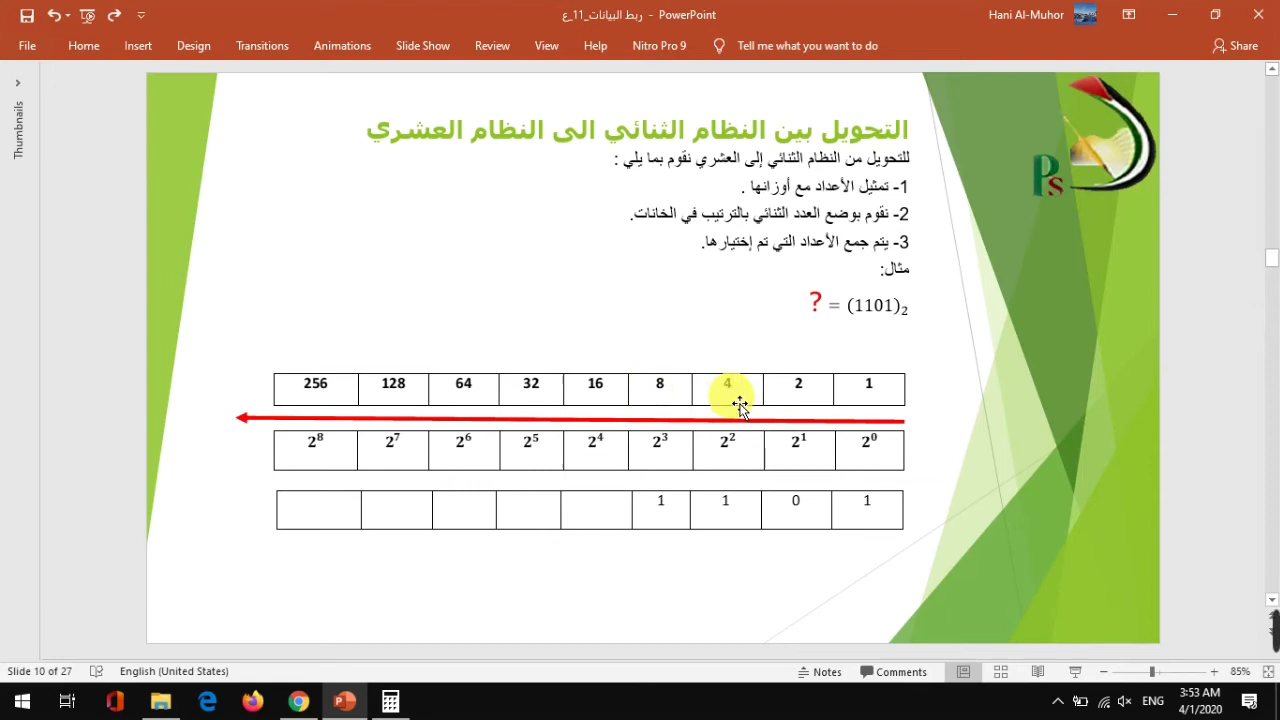 ربط البيانات_11_ع - PowerPoint
Hani Al-Muhor
File Home Insert Design Transitions Animations Slide Show Review View Help Nitro Pro 9 Tell me what you want to do Share
Thumbnails
التحويل بين النظام الثنائي الى النظام العشري
للتحويل من النظام الثنائي إلى العشري نقوم بما يلي :
1- تمثيل الأعداد مع أوزانها .
2- نقوم بوضع العدد الثنائي بالترتيب في الخانات.
3- يتم جمع الأعداد التي تم إختيارها.
مثال:
? = (1101)₂
Ps
256 128 64 32 16 8 4 2 1
2⁸ 2⁷ 2⁶ 2⁵ 2⁴ 2³ 2² 2¹ 2⁰
1 1 0 1
Slide 10 of 27 English (United States) Notes Comments 85%
ENG
3:53 AM
4/1/2020